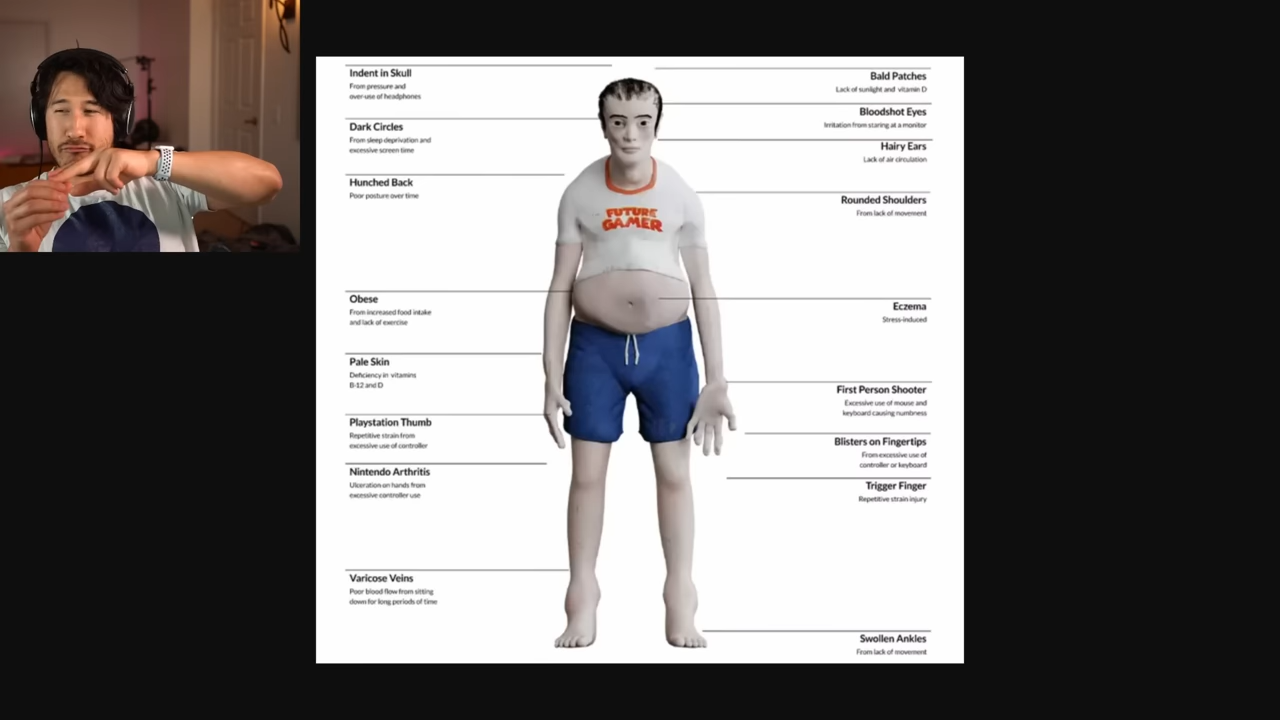 Indent in Skull
From pressure and
over-use of headphones
Dark Circles
From sleep deprivation and
excessive screen time
Hunched Back
Poor posture over time
Obese
From increased food intake
and lack of exercise
Pale Skin
Deficiency in vitamins
B-12 and D
Playstation Thumb
Repetitive strain from
excessive use of controller
Nintendo Arthritis
Ulceration on hands from
excessive controller use
Varicose Veins
Poor blood flow from sitting
down for long periods of time
FUTURE
GAMER
Bald Patches
Lack of sunlight and vitamin D
Bloodshot Eyes
Irritation from staring at a monitor
Hairy Ears
Lack of air circulation
Rounded Shoulders
From lack of movement
Eczema
Stress-induced
First Person Shooter
Excessive use of mouse and
keyboard causing numbness
Blisters on Fingertips
From excessive use of
controller or keyboard
Trigger Finger
Repetitive strain injury
Swollen Ankles
From lack of movement